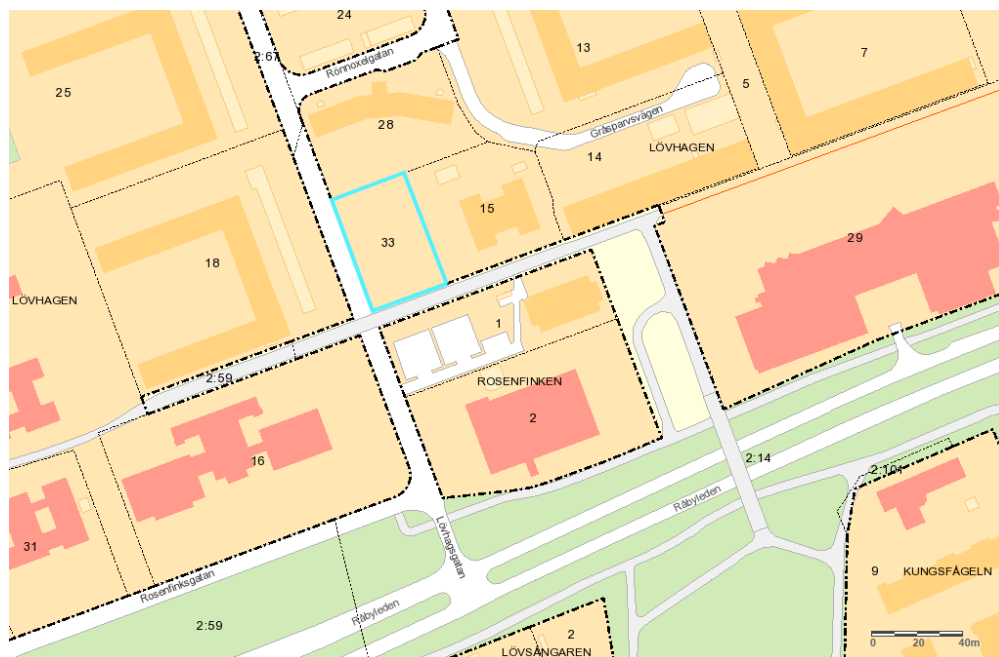 24
2:67
Rönnoxelgatan
13
7
25
5
28
Gråsparvsvägen
14
LÖVHAGEN
15
33
29
18
LÖVHAGEN
1
2:59
ROSENFINKEN
2
16
2:14
2:101
Råbyleden
Lövhagsgatan
31
Rosenfinksgatan
9
KUNGSFÅGELN
Råbyleden
2:59
2
LÖVSÅNGAREN
0
20
40m